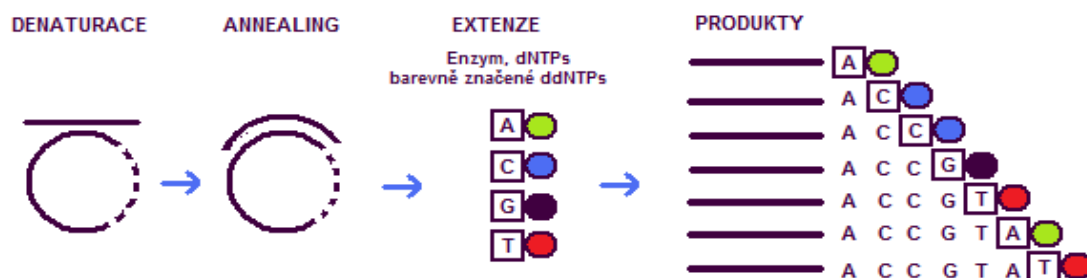 DENATURACE
ANNEALING
EXTENZE
PRODUKTY
Enzym, dNTPs
barevně značené ddNTPs
A
C
G
T
A
A C
A C C
A C C G
A C C G T
A C C G T A
A C C G T A T